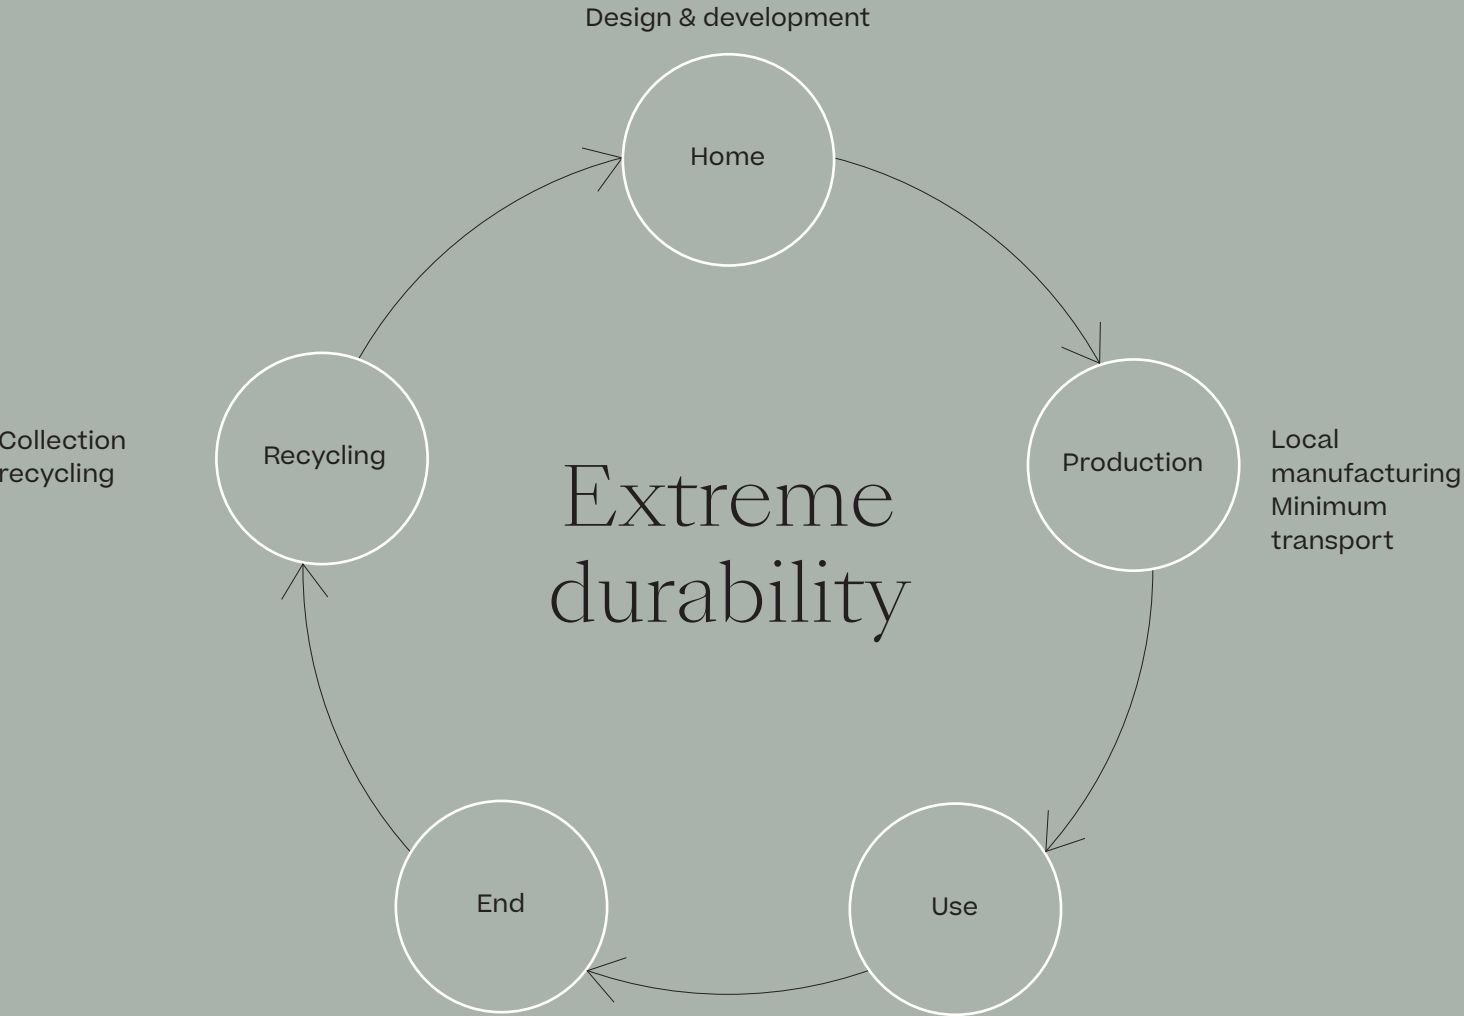 Design & development
Home
Production
Local
manufacturing
Minimum
transport
Use
End
Recycling
Collection
recycling
Extreme
durability